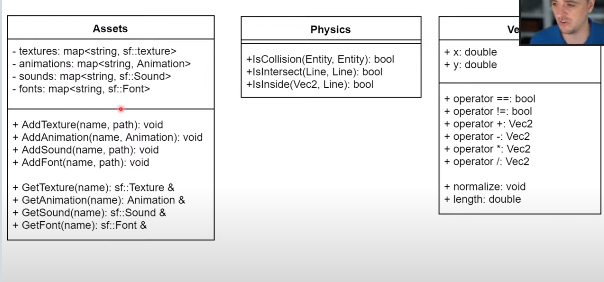 Assets
- textures: map<string, sf::texture>
- animations: map<string, Animation>
- sounds: map<string, sf::Sound>
- fonts: map<string, sf::Font>
+ AddTexture(name, path): void
+ AddAnimation(name, Animation): void
+ AddSound(name, path): void
+ AddFont(name, path): void
+ GetTexture(name): sf::Texture &
+ GetAnimation(name): Animation &
+ GetSound(name): sf::Sound &
+ GetFont(name): sf::Font &
Physics
+IsCollision(Entity, Entity): bool
+IsIntersect(Line, Line): bool
+IsInside(Vec2, Line): bool
+ x: double
+ y: double
+ operator ==: bool
+ operator !=: bool
+ operator +: Vec2
+ operator -: Vec2
+ operator *: Vec2
+ operator /: Vec2
+ normalize: void
+ length: double